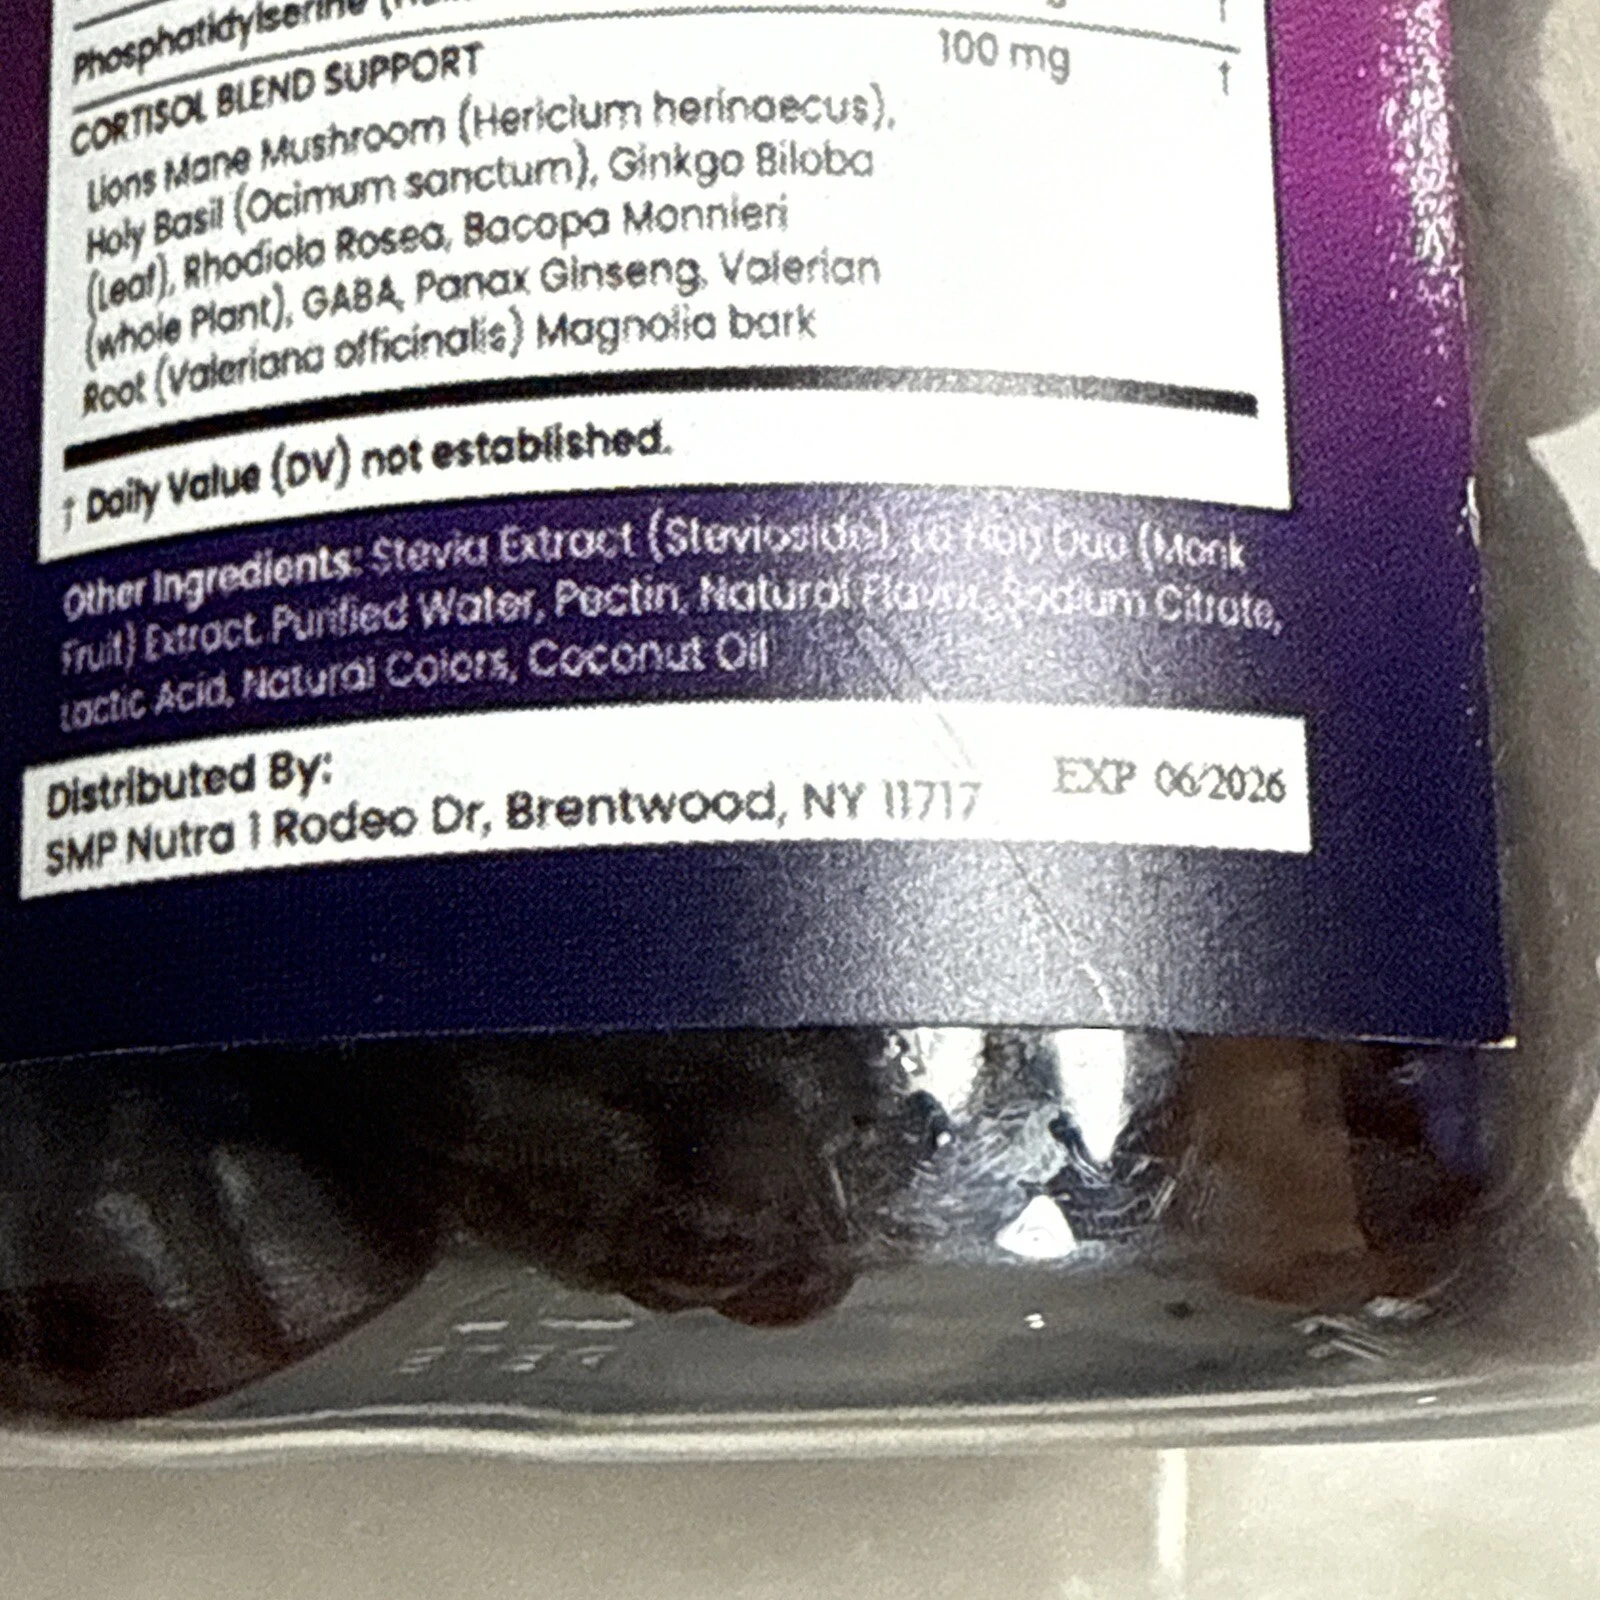 Phosphatidylserine
CORTISOL BLEND SUPPORT 100 mg †
Lions Mane Mushroom (Hericium herinaecus),
Holy Basil (Ocimum sanctum), Ginkgo Biloba
(Leaf), Rhodiola Rosea, Bacopa Monnieri
(whole Plant), GABA, Panax Ginseng, Valerian
Root (Valeriana officinalis) Magnolia bark
† Daily Value (DV) not established.
Other Ingredients: Stevia Extract (Stevioside), Guo (Monk
Fruit) Extract, Purified Water, Pectin, Natural Flavor, Sodium Citrate,
Lactic Acid, Natural Colors, Coconut Oil
Distributed By:
SMP Nutra 1 Rodeo Dr, Brentwood, NY 11717 EXP 06/2026